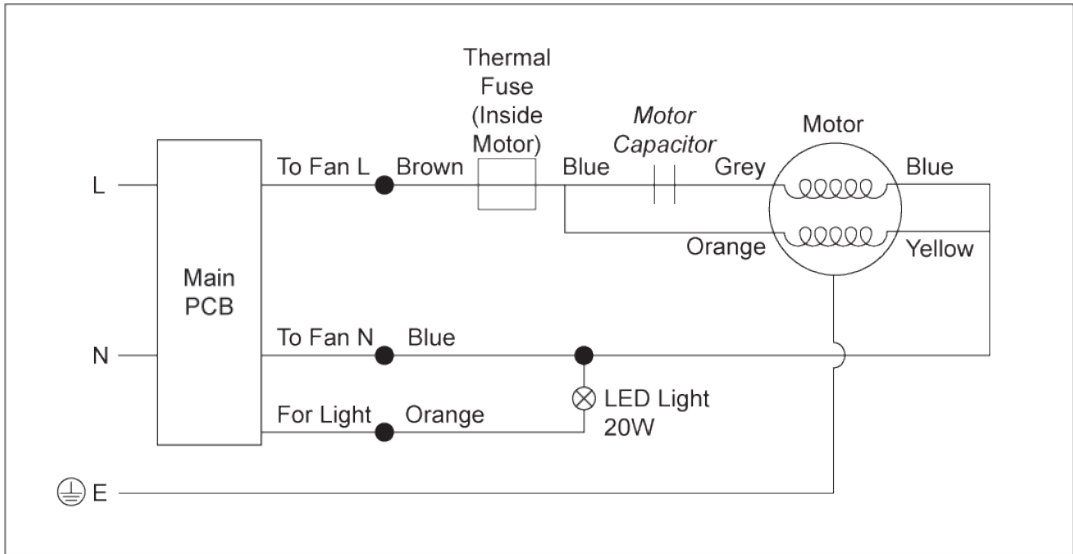 Thermal
Fuse
(Inside
Motor)
Motor
Capacitor
Motor
L
To Fan L
Brown
Blue
Grey
Blue
Orange
Yellow
Main
PCB
N
To Fan N
Blue
LED Light
20W
For Light
Orange
E